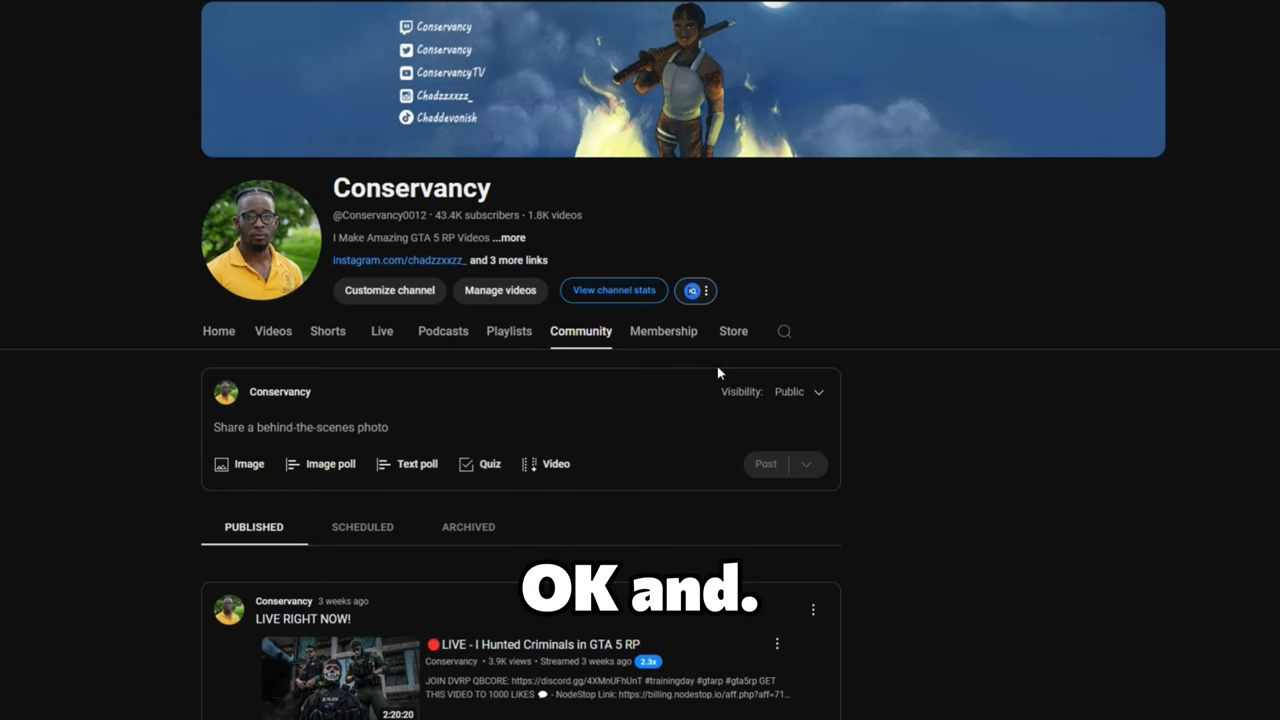 Conservancy
Conservancy
ConservancyTV
Chadzzxxzz_
Chaddevonish
Conservancy
@Conservancy0012 · 43.4K subscribers · 1.8K videos
I Make Amazing GTA 5 RP Videos ...more
instagram.com/chadzzxxzz_ and 3 more links
Customize channel Manage videos View channel stats
Home Videos Shorts Live Podcasts Playlists Community Membership Store
Conservancy Visibility: Public
Share a behind-the-scenes photo
Image Image poll Text poll Quiz Video Post
PUBLISHED SCHEDULED ARCHIVED
OK and.
Conservancy 3 weeks ago
LIVE RIGHT NOW!
LIVE - I Hunted Criminals in GTA 5 RP
Conservancy • 3.9K views • Streamed 3 weeks ago 2.3x
JOIN DVRP QBCORE: https://discord.gg/4XMnUFhUnT #trainingday #gtarp #gta5rp GET
THIS VIDEO TO 1000 LIKES 💬 - NodeStop Link: https://billing.nodestop.io/aff.php?aff=71...
2:20:20